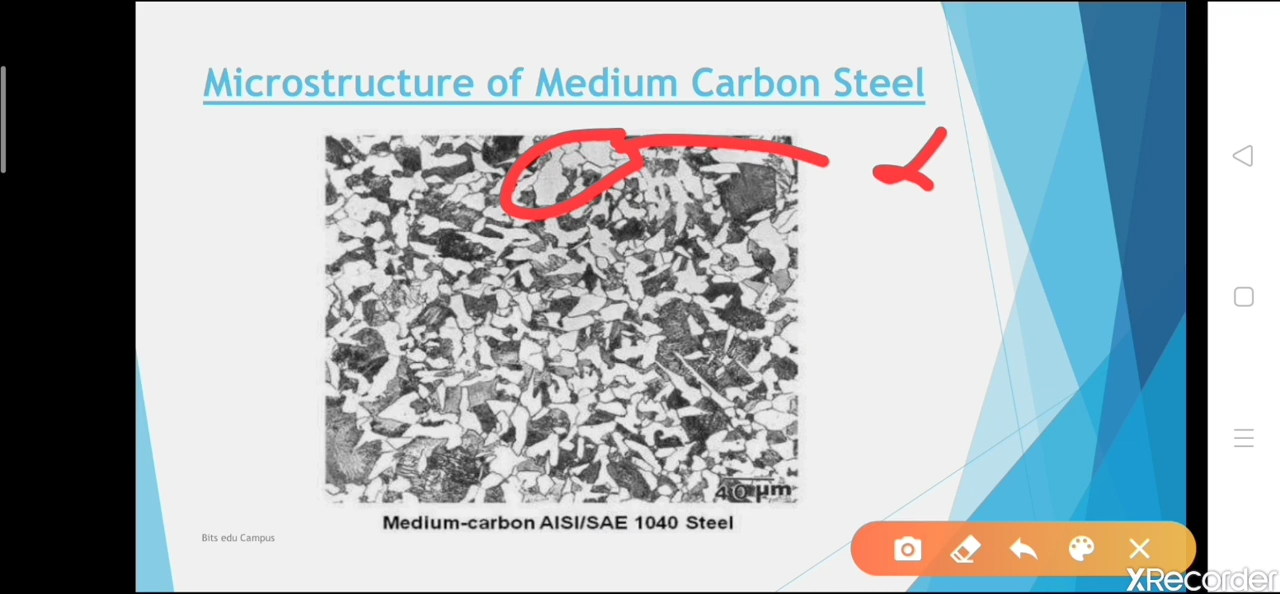 Microstructure of Medium Carbon Steel
α
40 µm
Medium-carbon AISI/SAE 1040 Steel
Bits edu Campus
XRecorder